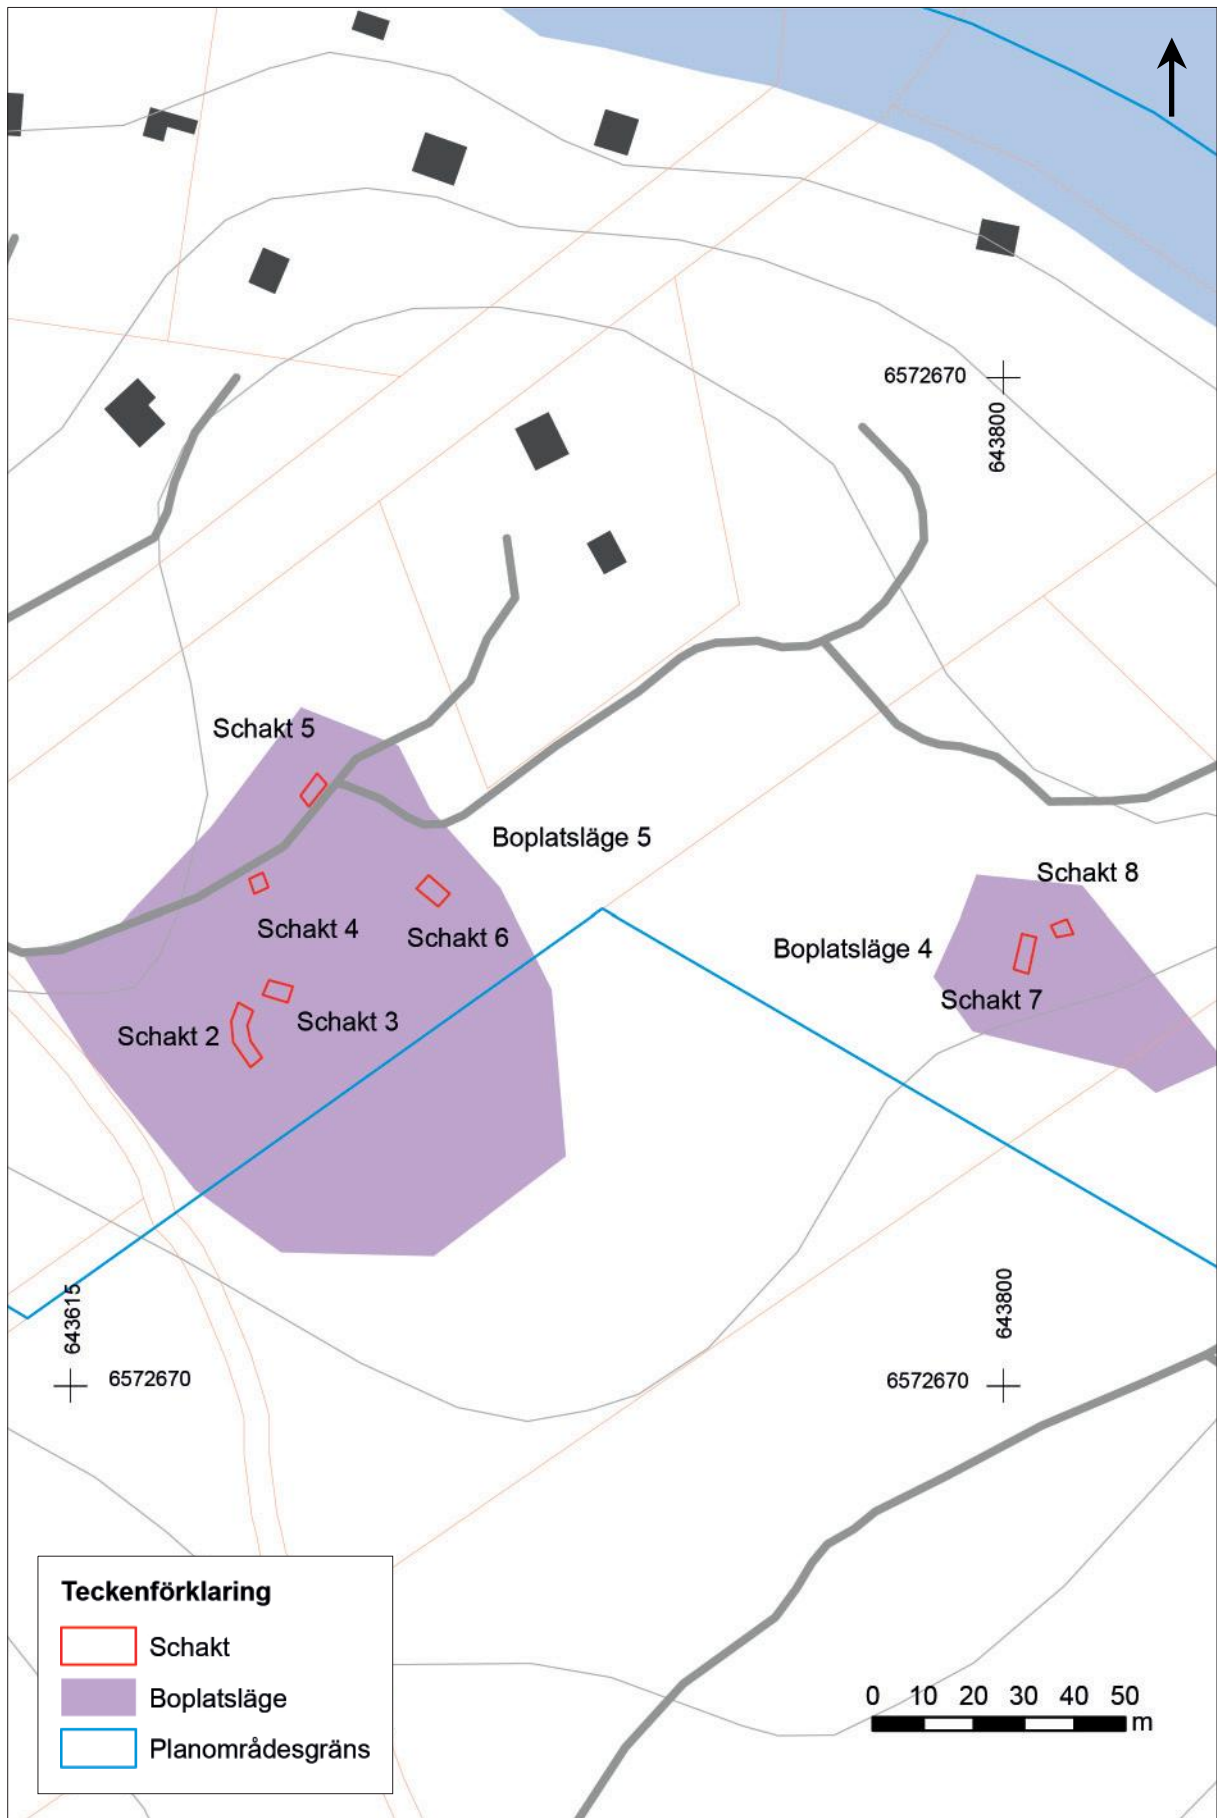 6572670
643800
Schakt 5
Boplatsläge 5
Schakt 8
Schakt 4
Schakt 6
Boplatsläge 4
Schakt 7
Schakt 3
Schakt 2
643615
643800
6572670
6572670
Teckenförklaring
Schakt
Boplatsläge
Planområdesgräns
0 10 20 30 40 50
m